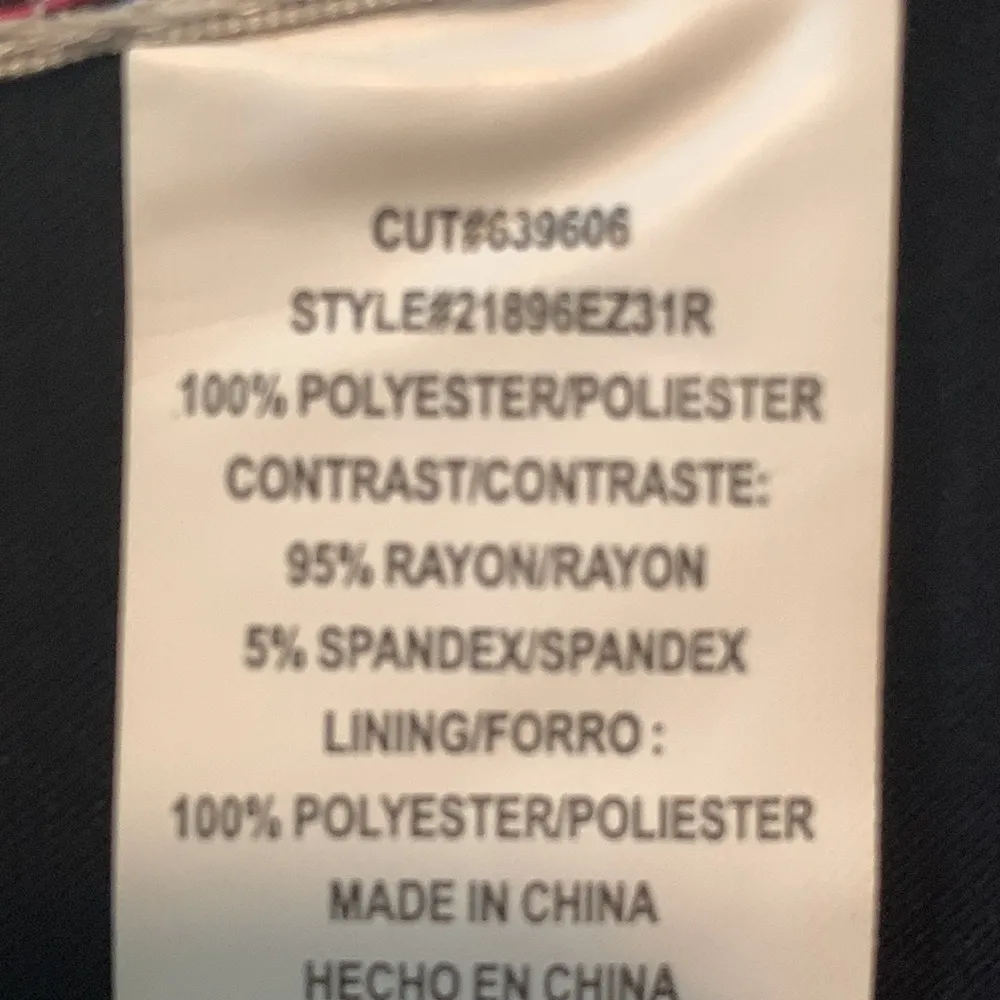 CUT#639606
STYLE#21896EZ31R
100% POLYESTER/POLIESTER
CONTRAST/CONTRASTE:
95% RAYON/RAYON
5% SPANDEX/SPANDEX
LINING/FORRO :
100% POLYESTER/POLIESTER
MADE IN CHINA
HECHO EN CHINA